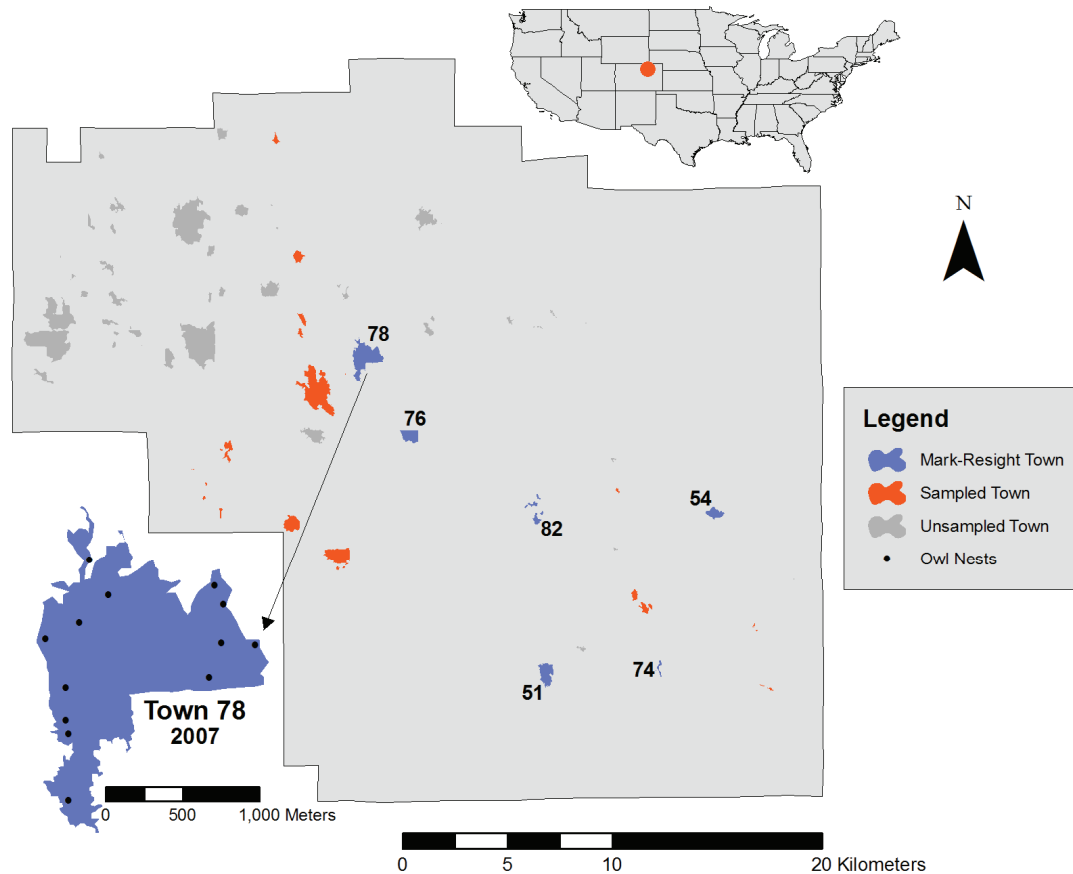 N
78
76
54
82
74
51
Legend
Mark-Resight Town
Sampled Town
Unsampled Town
Owl Nests
Town 78
2007
0 500 1,000 Meters
0 5 10 20 Kilometers